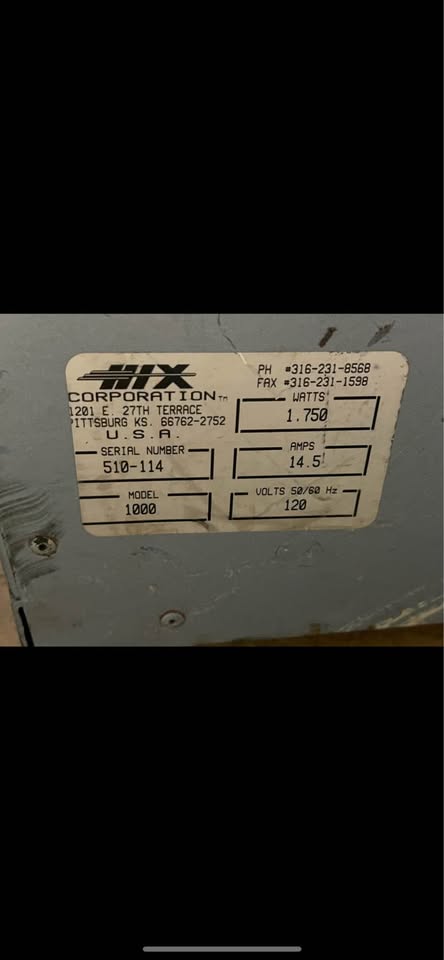 HIX
CORPORATION™
1201 E. 27TH TERRACE
PITTSBURG KS. 66762-2752
U.S.A.
PH #316-231-8568
FAX #316-231-1598
WATTS
1.750
SERIAL NUMBER
510-114
AMPS
14.5
MODEL
1000
VOLTS 50/60 Hz
120